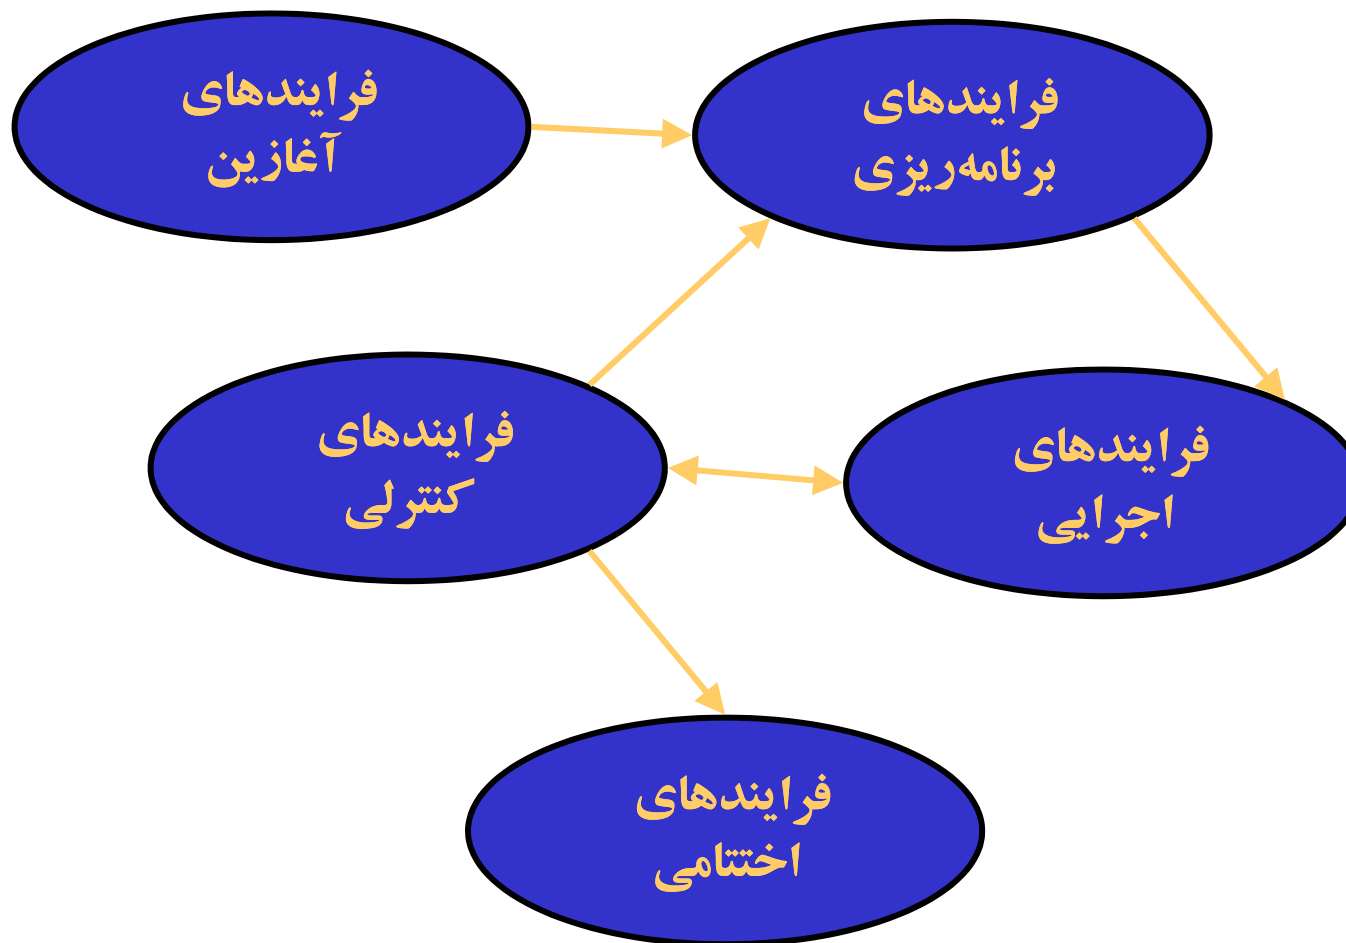 فرایندهای
آغازین
فرایندهای
برنامه‌ریزی
فرایندهای
کنترلی
فرایندهای
اجرایی
فرایندهای
اختتامی